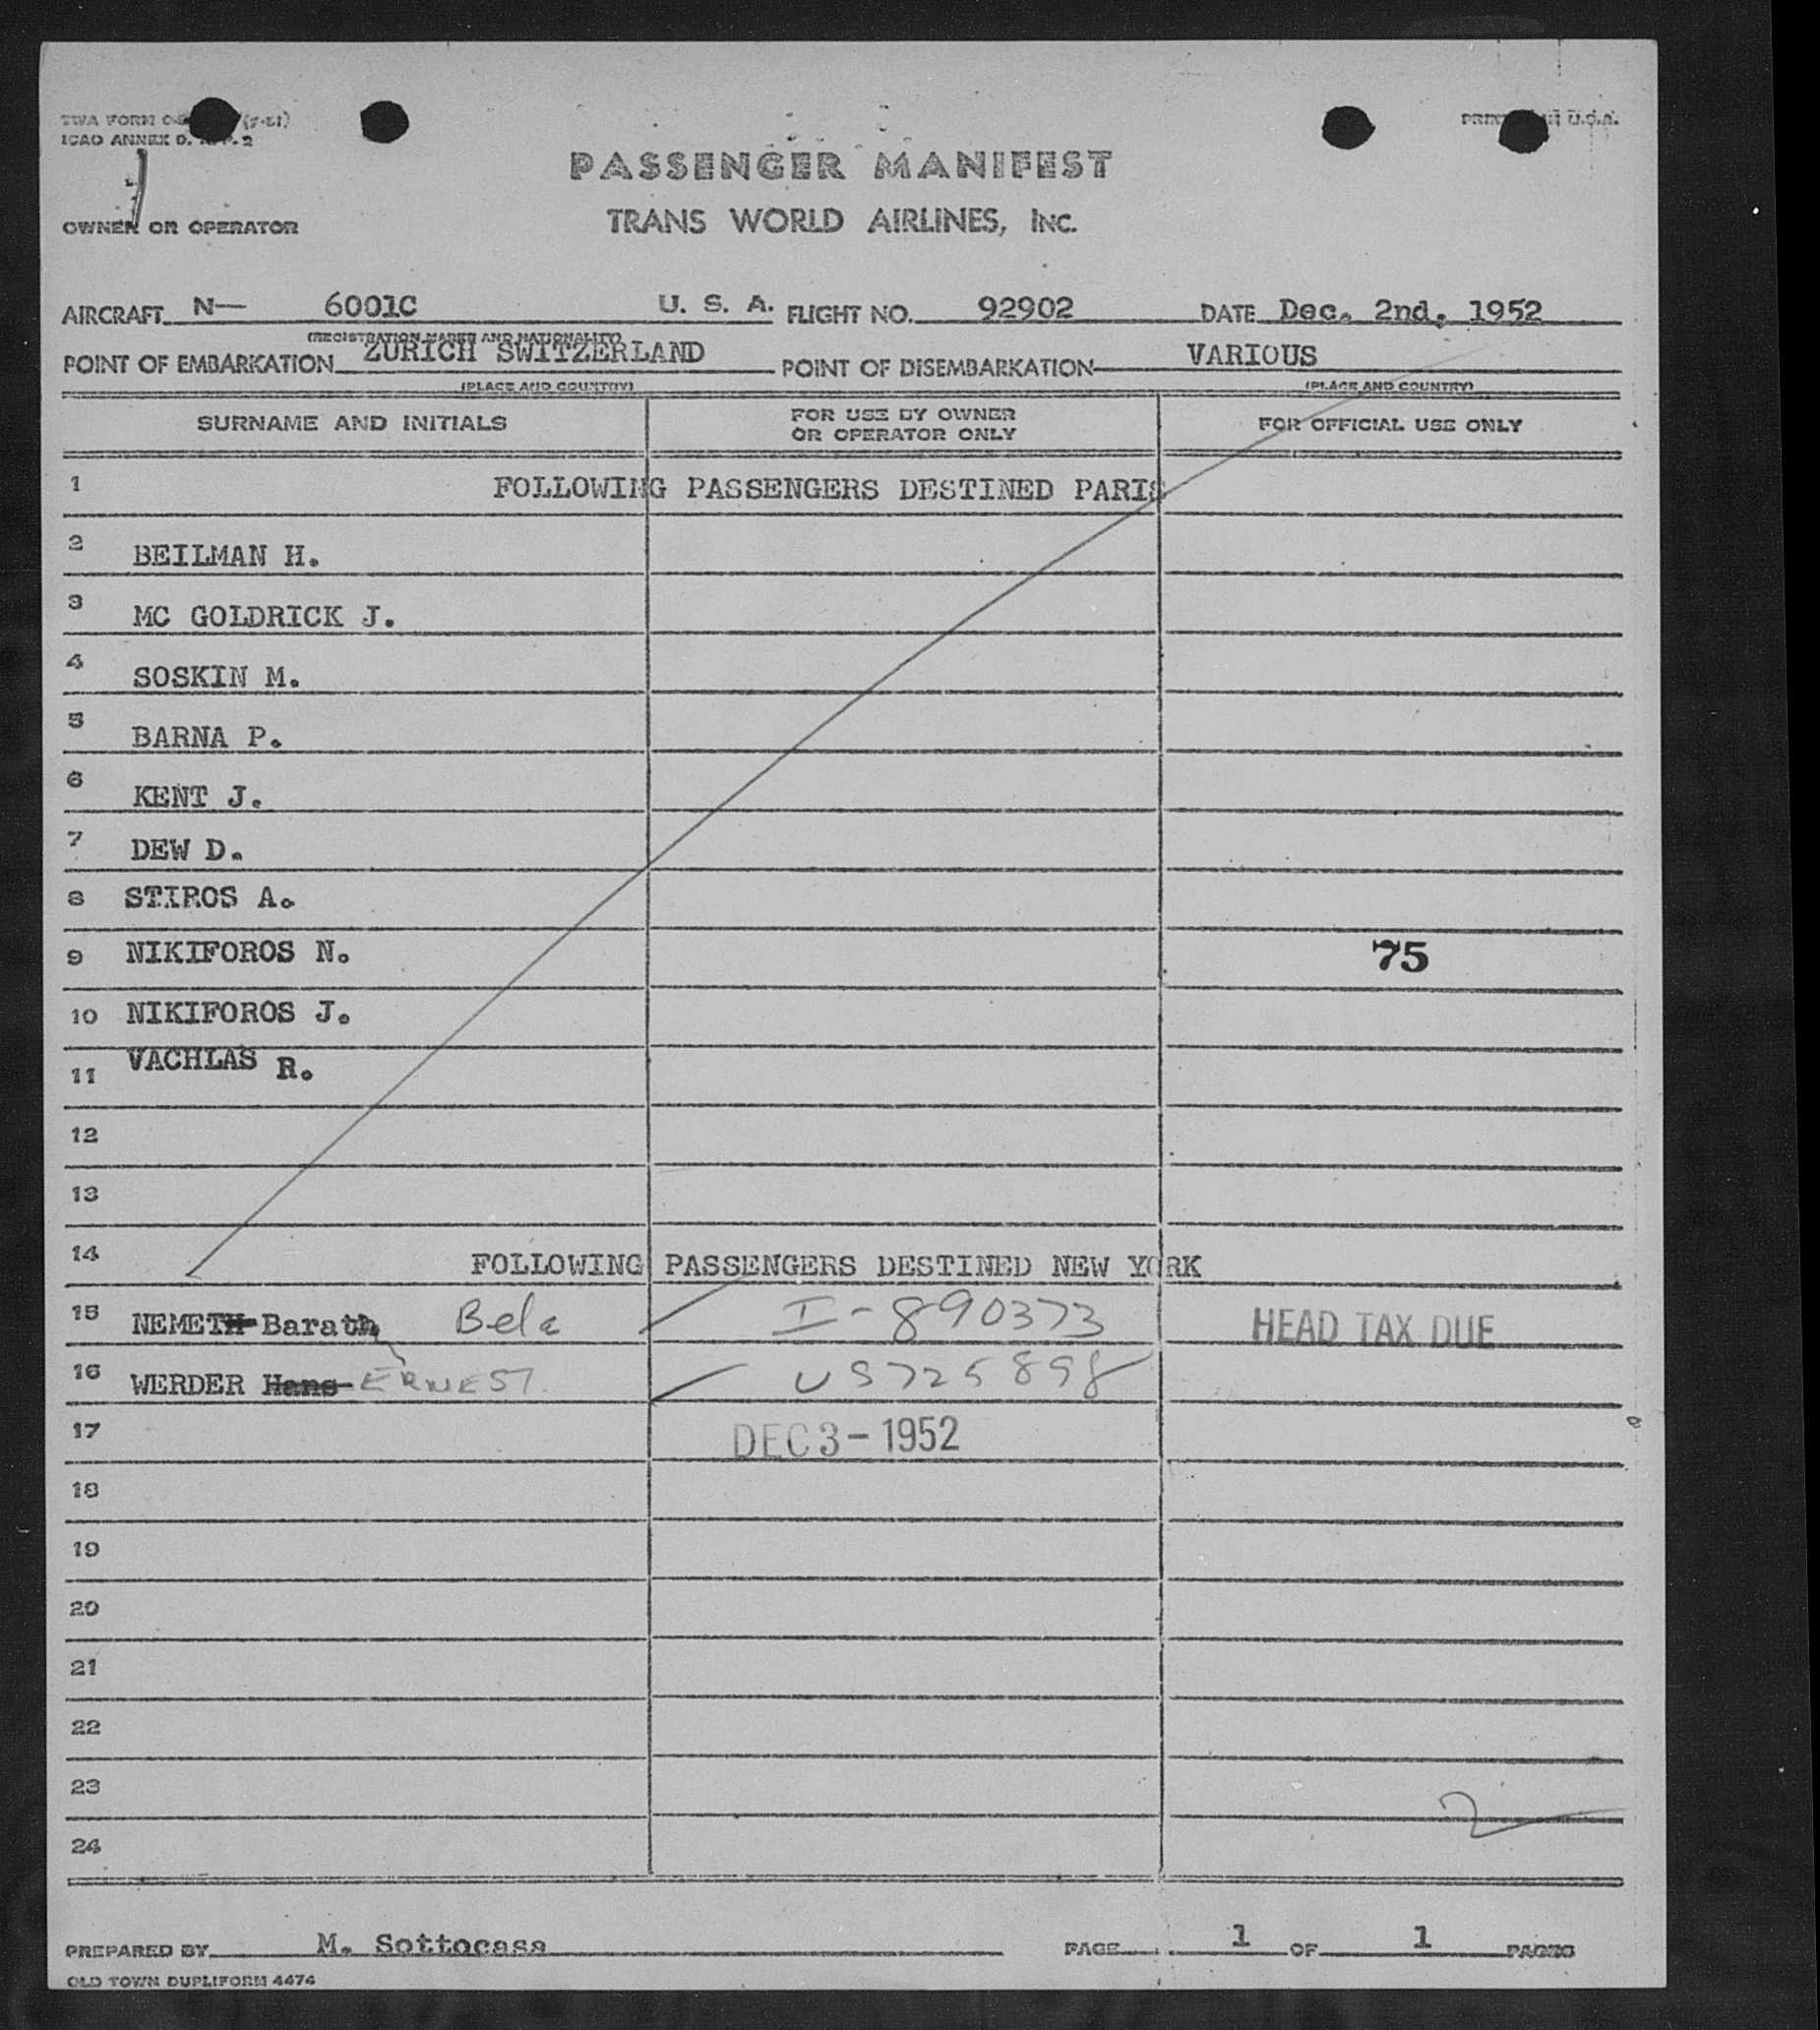 TWA FORM (7-51) PRINTED IN U.S.A.
ICAO ANNEX 9. APP. 2
PASSENGER MANIFEST
OWNER OR OPERATOR TRANS WORLD AIRLINES, INC.
AIRCRAFT N— 6001C U. S. A. FLIGHT NO. 92902 DATE Dec. 2nd, 1952
(REGISTRATION MARKS AND NATIONALITY)
POINT OF EMBARKATION ZURICH SWITZERLAND POINT OF DISEMBARKATION VARIOUS
(PLACE AND COUNTRY) (PLACE AND COUNTRY)
SURNAME AND INITIALS FOR USE BY OWNER OR OPERATOR ONLY FOR OFFICIAL USE ONLY
1 FOLLOWING PASSENGERS DESTINED PARIS
2 BEILMAN H.
3 MC GOLDRICK J.
4 SOSKIN M.
5 BARNA P.
6 KENT J.
7 DEW D.
8 STIROS A.
9 NIKIFOROS N. 75
10 NIKIFOROS J.
11 VACHLAS R.
12
13
14 FOLLOWING PASSENGERS DESTINED NEW YORK
15 NEMETH Barath Bela I-890373 HEAD TAX DUE
16 WERDER Hans ERNEST US725898
17 DEC 3-1952
18
19
20
21
22
23
24
PREPARED BY M. Sottocasa PAGE 1 OF 1 PAGES
OLD TOWN DUPLIFORM 4474